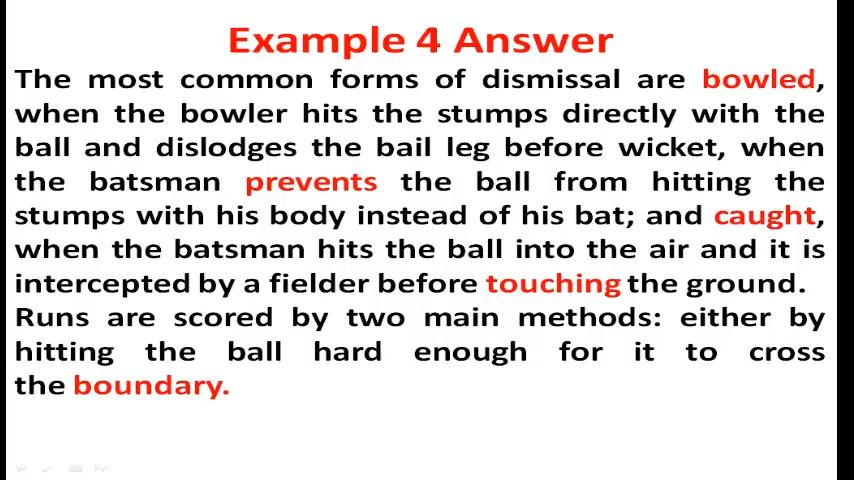 Example 4 Answer
The most common forms of dismissal are bowled,
when the bowler hits the stumps directly with the
ball and dislodges the bail leg before wicket, when
the batsman prevents the ball from hitting the
stumps with his body instead of his bat; and caught,
when the batsman hits the ball into the air and it is
intercepted by a fielder before touching the ground.
Runs are scored by two main methods: either by
hitting the ball hard enough for it to cross
the boundary.